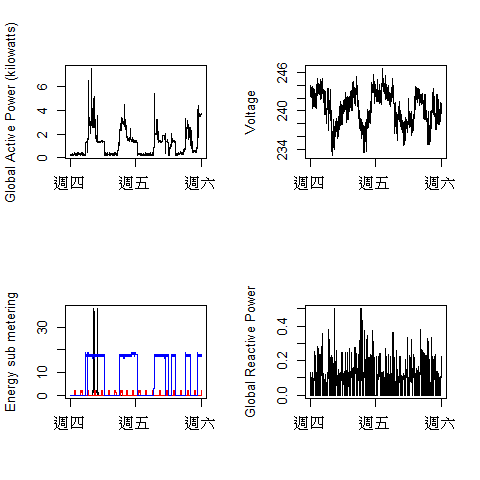 Global Active Power (kilowatts)
0 2 4 6
週四 週五 週六
Voltage
234 240 246
週四 週五 週六
Energy sub metering
0 10 30
週四 週五 週六
Global Reactive Power
0.0 0.2 0.4
週四 週五 週六